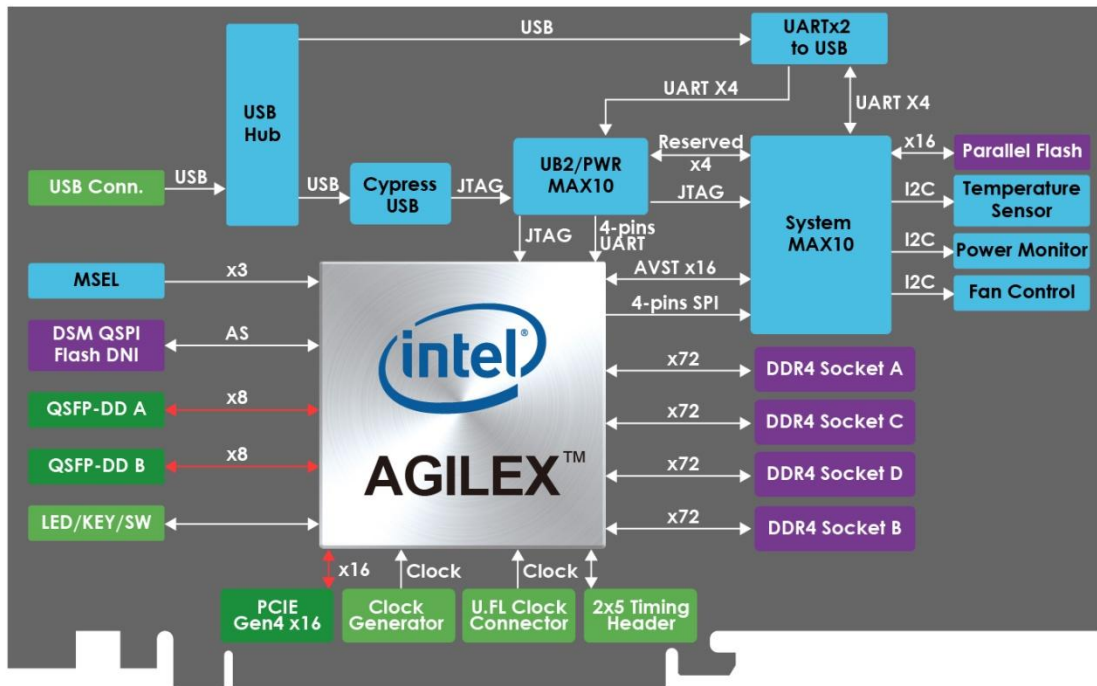 USB
UARTx2
to USB
USB
Hub
UART X4
UART X4
Reserved
x4
x16
Parallel Flash
USB Conn.
USB
USB
Cypress
USB
JTAG
UB2/PWR
MAX10
JTAG
System
MAX10
I2C
Temperature
Sensor
I2C
Power Monitor
I2C
Fan Control
JTAG
4-pins
UART
MSEL
x3
AVST x16
4-pins SPI
DSM QSPI
Flash DNI
AS
QSFP-DD A
x8
QSFP-DD B
x8
LED/KEY/SW
intel®
AGILEX™
x72
DDR4 Socket A
x72
DDR4 Socket C
x72
DDR4 Socket D
x72
DDR4 Socket B
x16
Clock
Clock
PCIE
Gen4 x16
Clock
Generator
U.FL Clock
Connector
2x5 Timing
Header